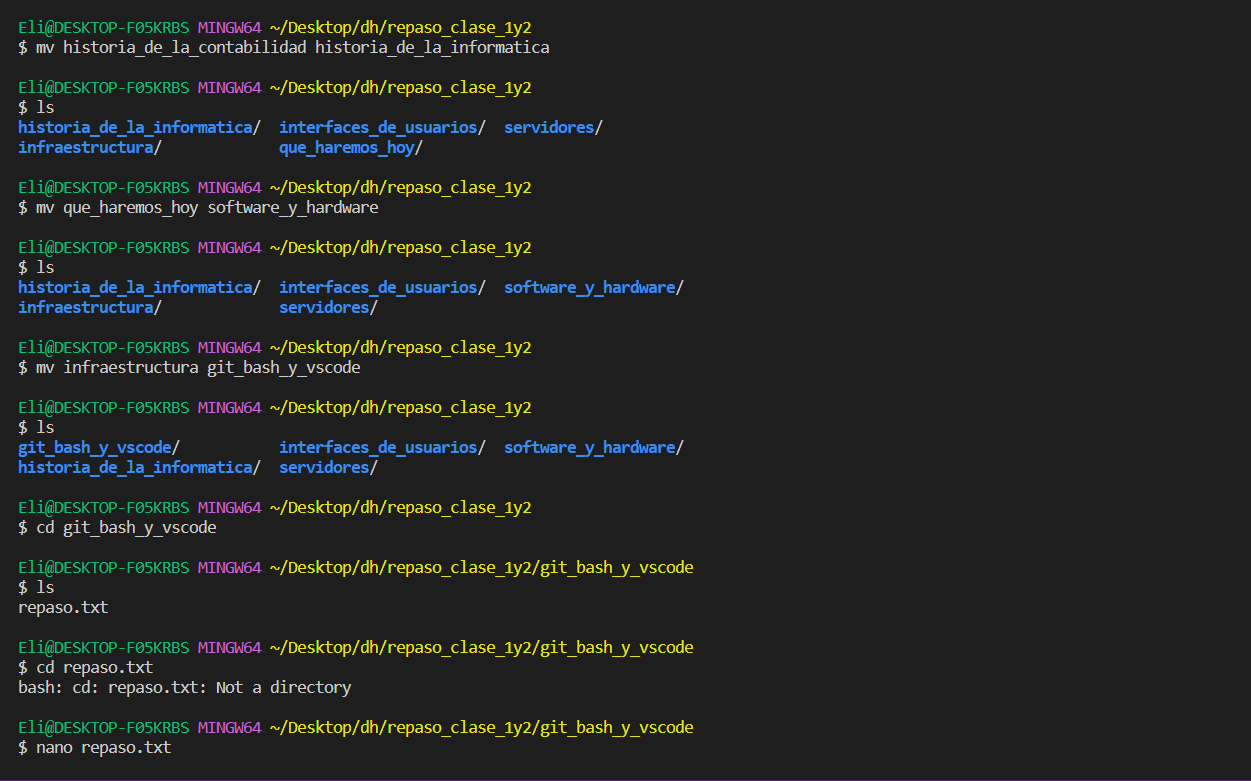 Eli@DESKTOP-F05KRBS MINGW64 ~/Desktop/dh/repaso_clase_1y2
$ mv historia_de_la_contabilidad historia_de_la_informatica
Eli@DESKTOP-F05KRBS MINGW64 ~/Desktop/dh/repaso_clase_1y2
$ ls
historia_de_la_informatica/  interfaces_de_usuarios/  servidores/
infraestructura/             que_haremos_hoy/
Eli@DESKTOP-F05KRBS MINGW64 ~/Desktop/dh/repaso_clase_1y2
$ mv que_haremos_hoy software_y_hardware
Eli@DESKTOP-F05KRBS MINGW64 ~/Desktop/dh/repaso_clase_1y2
$ ls
historia_de_la_informatica/  interfaces_de_usuarios/  software_y_hardware/
infraestructura/             servidores/
Eli@DESKTOP-F05KRBS MINGW64 ~/Desktop/dh/repaso_clase_1y2
$ mv infraestructura git_bash_y_vscode
Eli@DESKTOP-F05KRBS MINGW64 ~/Desktop/dh/repaso_clase_1y2
$ ls
git_bash_y_vscode/           interfaces_de_usuarios/  software_y_hardware/
historia_de_la_informatica/  servidores/
Eli@DESKTOP-F05KRBS MINGW64 ~/Desktop/dh/repaso_clase_1y2
$ cd git_bash_y_vscode
Eli@DESKTOP-F05KRBS MINGW64 ~/Desktop/dh/repaso_clase_1y2/git_bash_y_vscode
$ ls
repaso.txt
Eli@DESKTOP-F05KRBS MINGW64 ~/Desktop/dh/repaso_clase_1y2/git_bash_y_vscode
$ cd repaso.txt
bash: cd: repaso.txt: Not a directory
Eli@DESKTOP-F05KRBS MINGW64 ~/Desktop/dh/repaso_clase_1y2/git_bash_y_vscode
$ nano repaso.txt